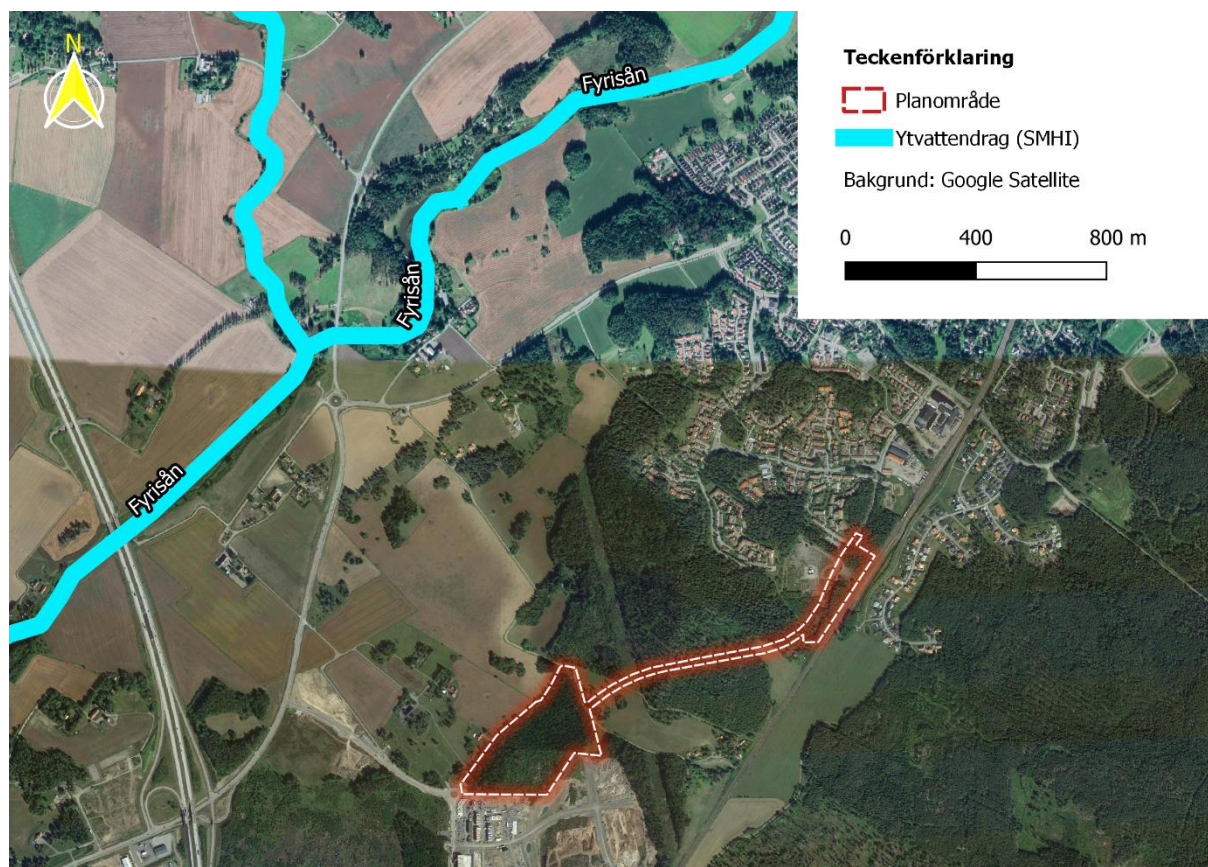 N
Fyrisån
Fyrisån
Fyrisån
Teckenförklaring
Planområde
Ytvattendrag (SMHI)
Bakgrund: Google Satellite
0 400 800 m